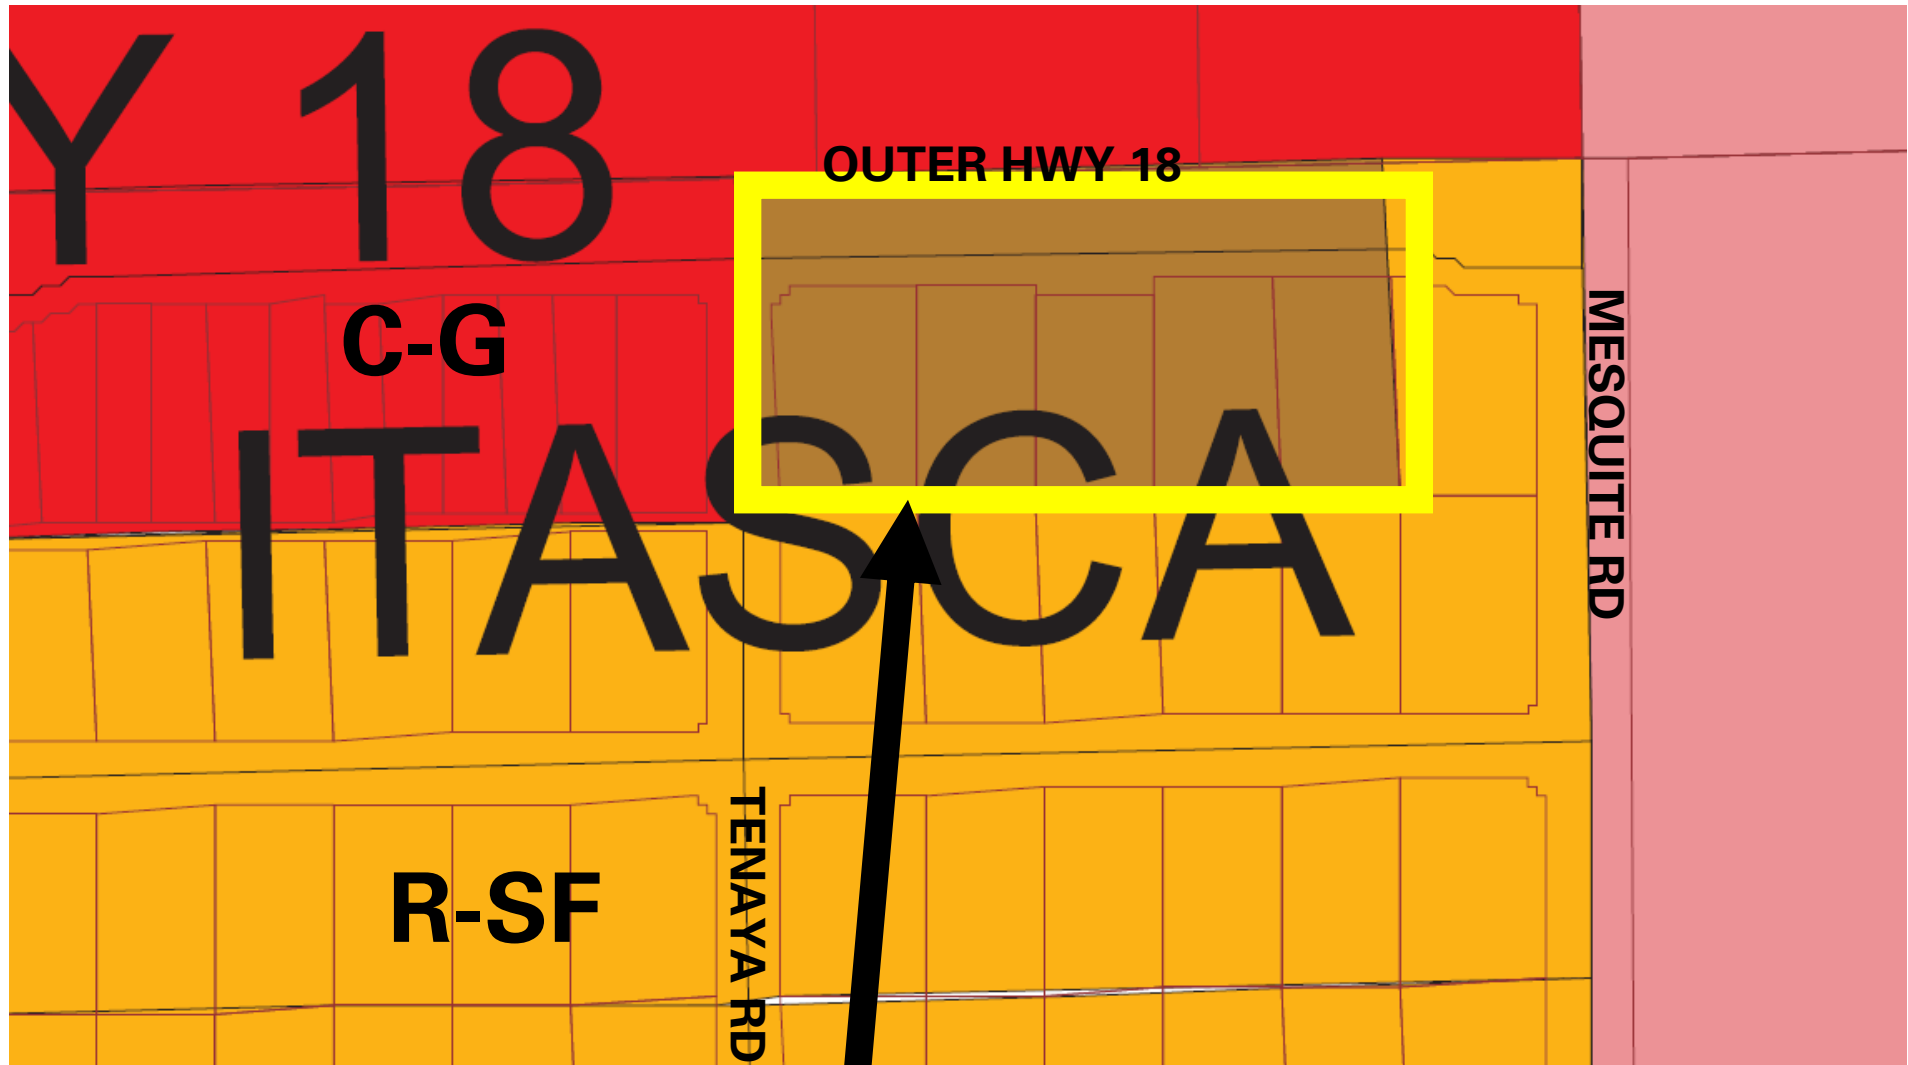 Y 18
OUTER HWY 18
C-G
MESQUITE RD
ITASCA
R-SF
TENAYA RD